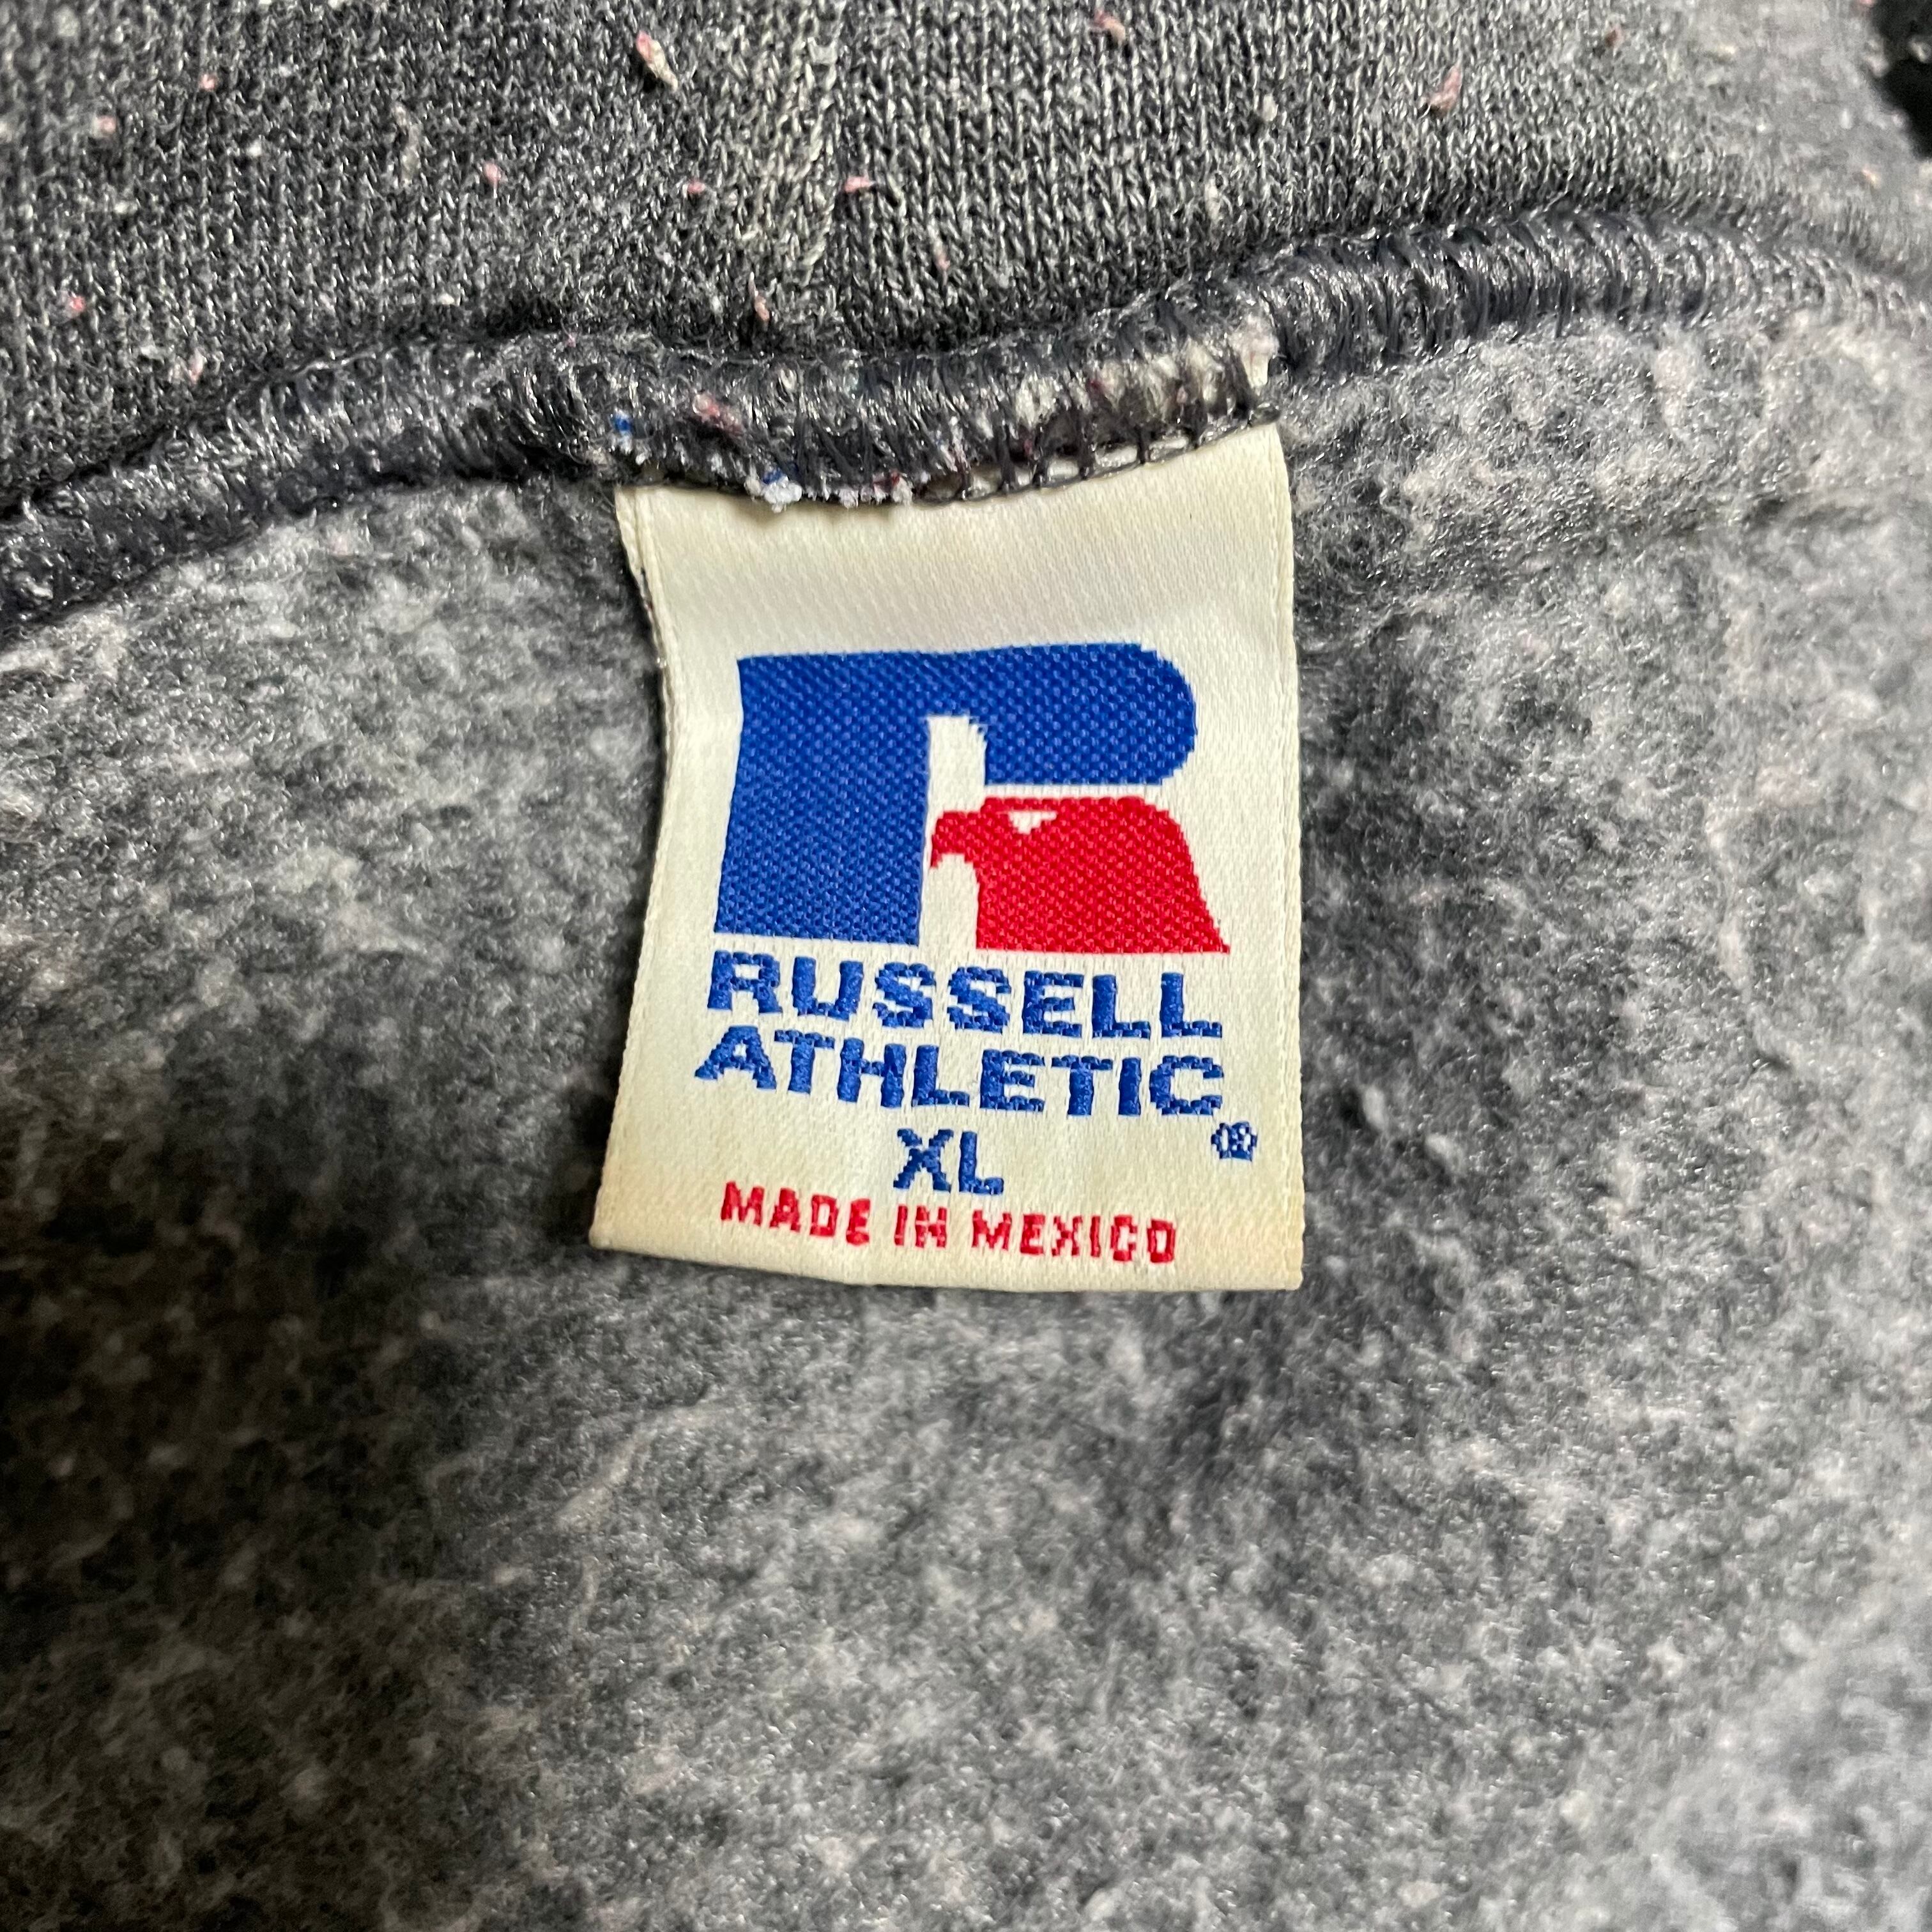 RUSSELL
ATHLETIC®
XL
MADE IN MEXICO